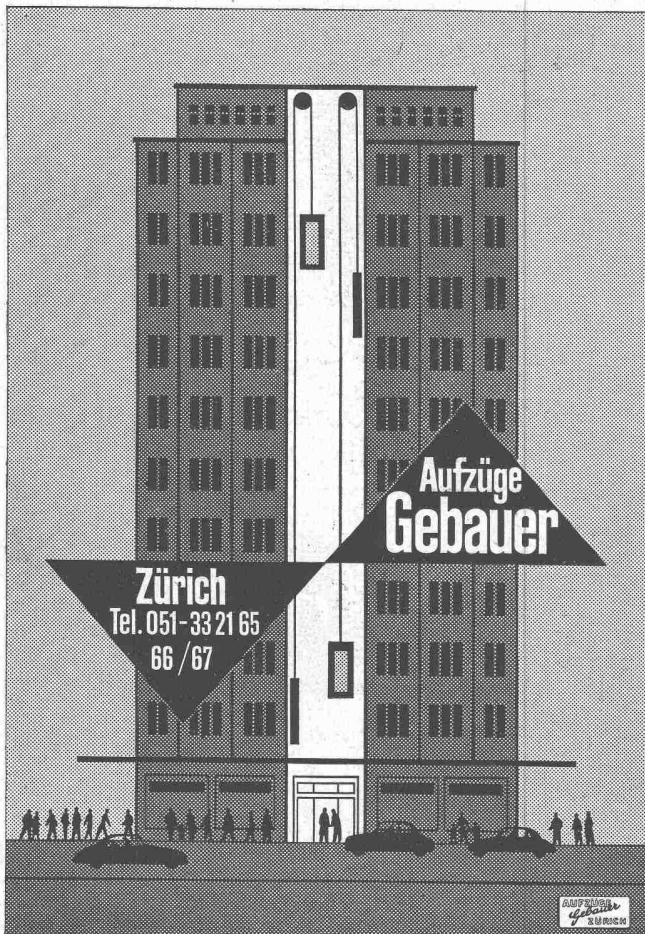 Aufzüge
Gebauer
Zürich
Tel. 051-33 21 65
66 / 67
AUFZÜGE
Gebauer
ZÜRICH